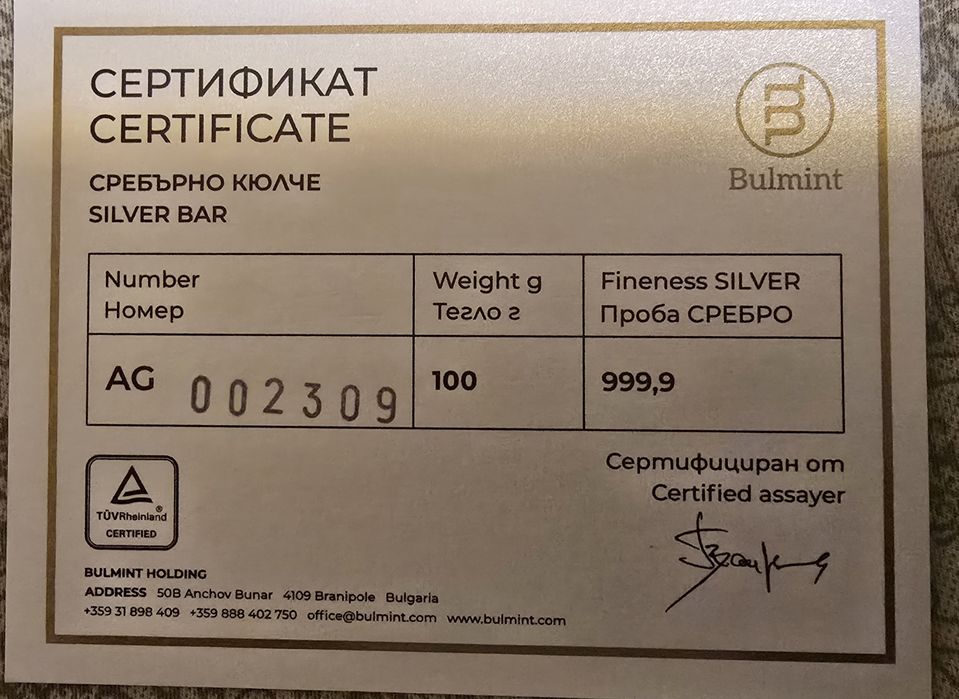 СЕРТИФИКАТ
CERTIFICATE
Bulmint
СРЕБЪРНО КЮЛЧЕ
SILVER BAR
Number
Номер
Weight g
Тегло г
Fineness SILVER
Проба СРЕБРО
AG 002309
100
999,9
Сертифициран от
Certified assayer
TÜVRheinland®
CERTIFIED
BULMINT HOLDING
ADDRESS 50B Anchov Bunar 4109 Branipole Bulgaria
+359 31 898 409 +359 888 402 750 office@bulmint.com www.bulmint.com